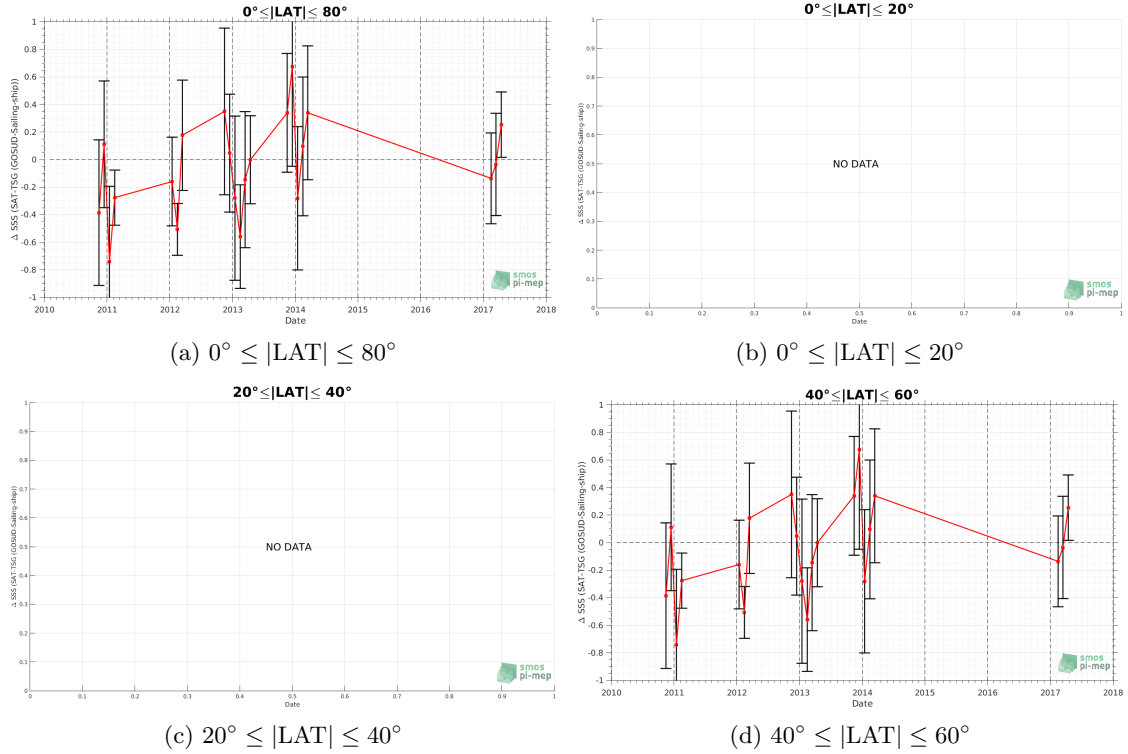 0°≤|LAT|≤ 80°
Δ SSS (SAT-TSG (GOSUD-Sailing-ship))
1
0.8
0.6
0.4
0.2
0
-0.2
-0.4
-0.6
-0.8
-1
2010 2011 2012 2013 2014 2015 2016 2017 2018
Date
smos
pi-mep
(a) 0° ≤ |LAT| ≤ 80°
0°≤|LAT|≤ 20°
Δ SSS (SAT-TSG (GOSUD-Sailing-ship))
1
0.9
0.8
0.7
0.6
0.5
0.4
0.3
0.2
0.1
0
NO DATA
0 0.1 0.2 0.3 0.4 0.5 0.6 0.7 0.8 0.9 1
Date
smos
pi-mep
(b) 0° ≤ |LAT| ≤ 20°
20°≤|LAT|≤ 40°
Δ SSS (SAT-TSG (GOSUD-Sailing-ship))
1
0.9
0.8
0.7
0.6
0.5
0.4
0.3
0.2
0.1
0
NO DATA
0 0.1 0.2 0.3 0.4 0.5 0.6 0.7 0.8 0.9 1
Date
smos
pi-mep
(c) 20° ≤ |LAT| ≤ 40°
40°≤|LAT|≤ 60°
Δ SSS (SAT-TSG (GOSUD-Sailing-ship))
1
0.8
0.6
0.4
0.2
0
-0.2
-0.4
-0.6
-0.8
-1
2010 2011 2012 2013 2014 2015 2016 2017 2018
Date
smos
pi-mep
(d) 40° ≤ |LAT| ≤ 60°